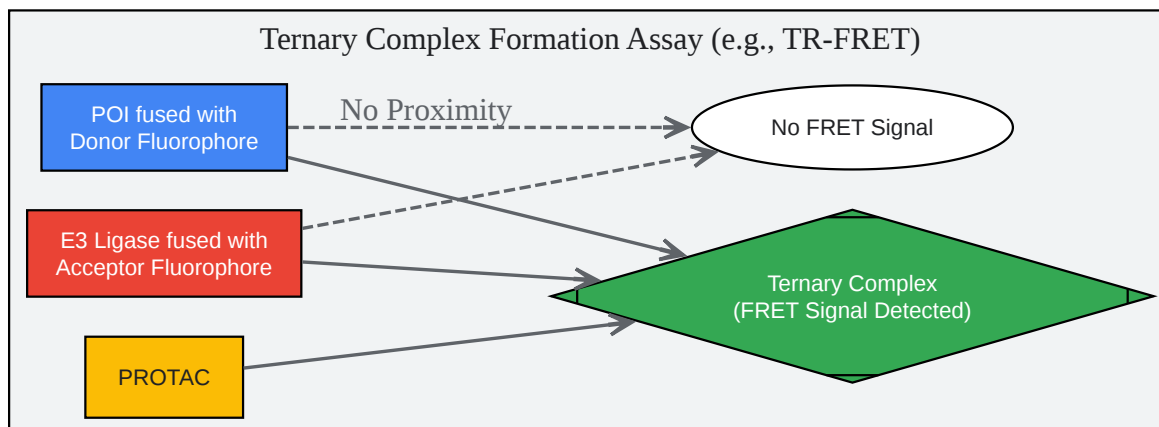 Ternary Complex Formation Assay (e.g., TR-FRET)
POI fused with
Donor Fluorophore
No Proximity
No FRET Signal
E3 Ligase fused with
Acceptor Fluorophore
Ternary Complex
(FRET Signal Detected)
PROTAC